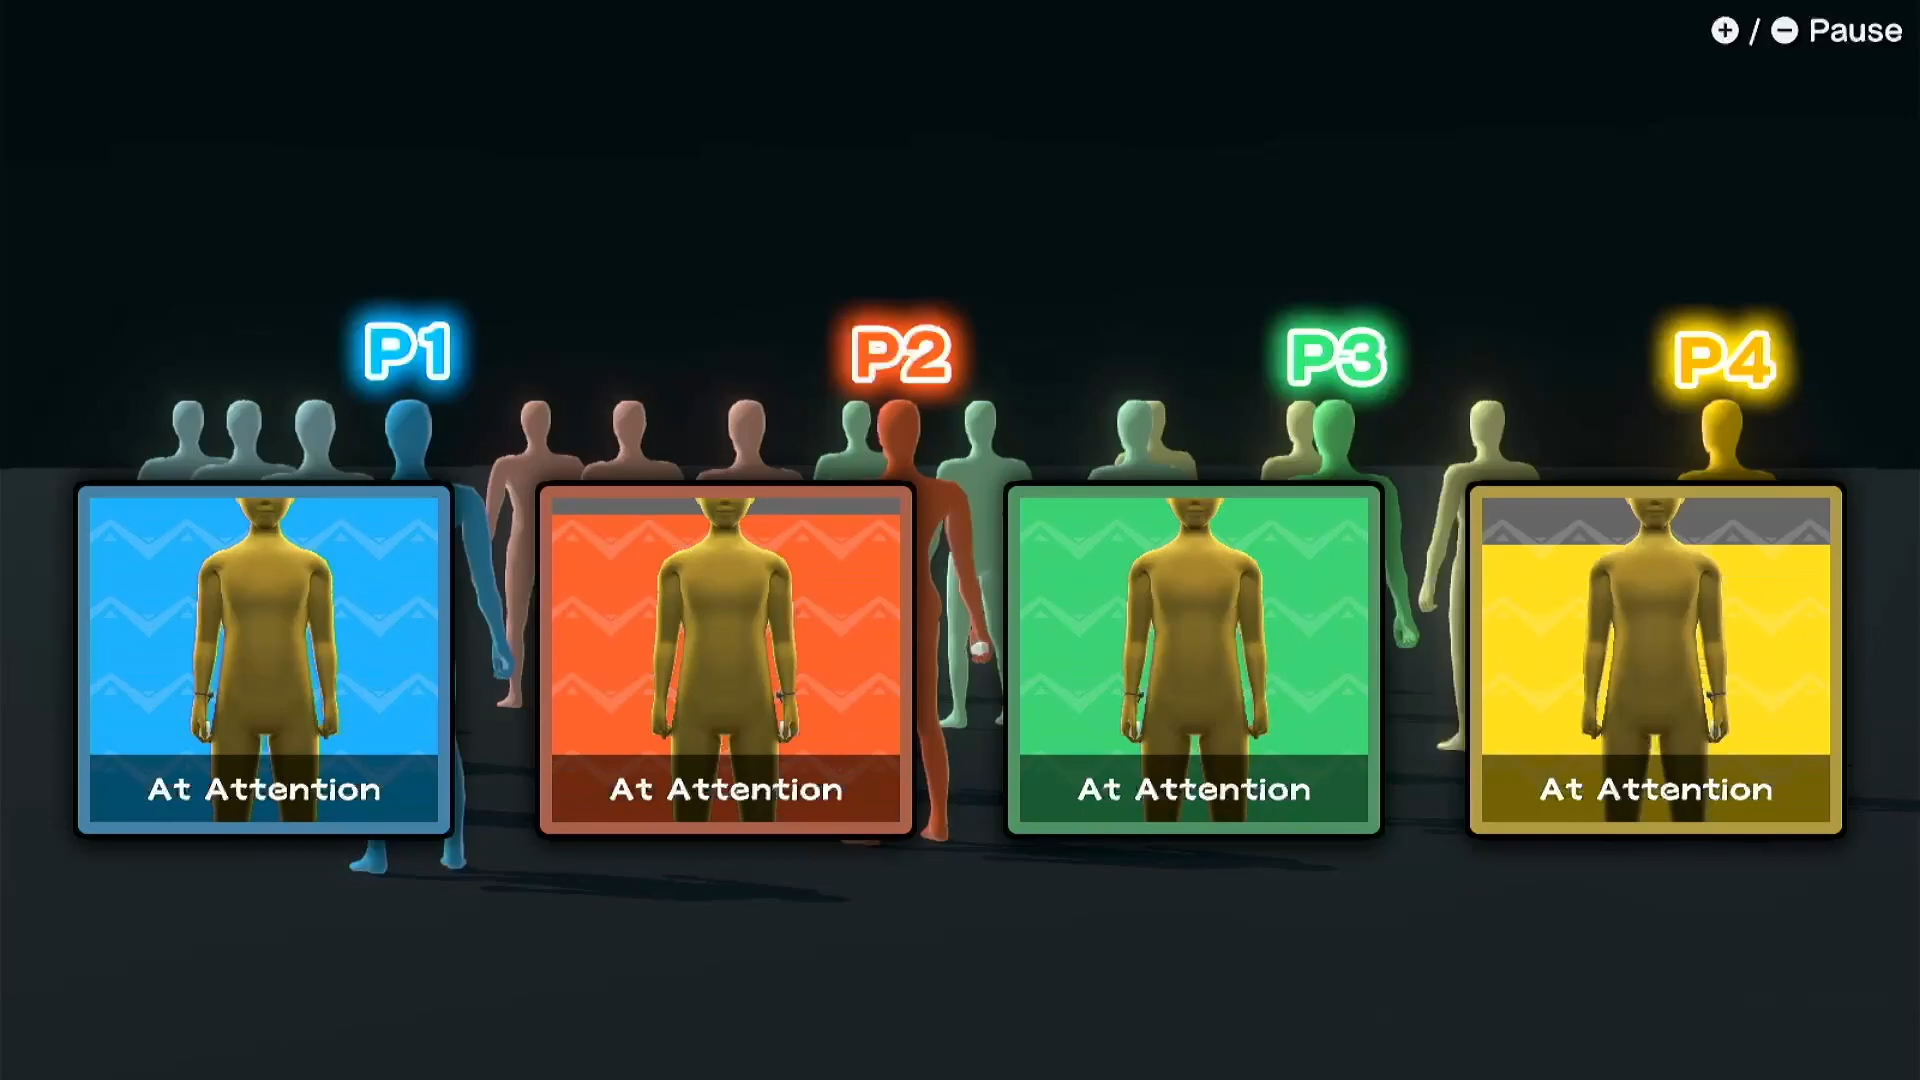 + / - Pause
P1
P2
P3
P4
At Attention
At Attention
At Attention
At Attention